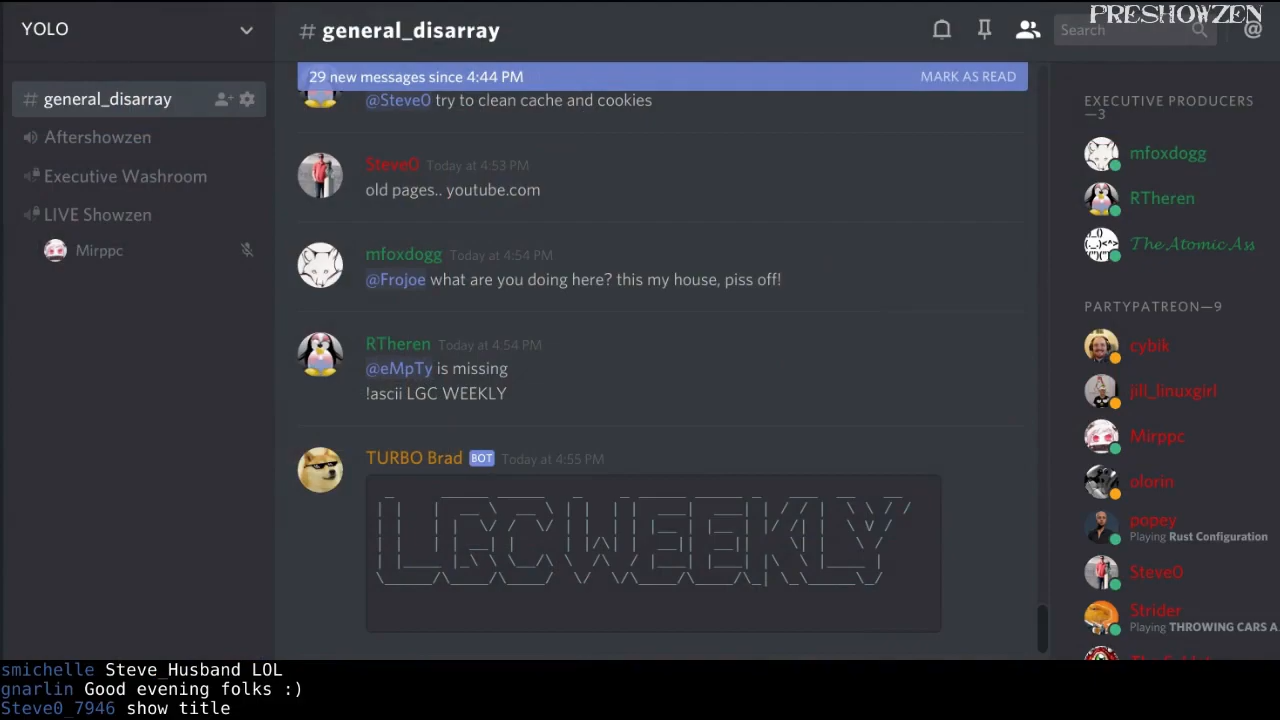 YOLO
# general_disarray
PRESHOWZEN
Search
29 new messages since 4:44 PM
MARK AS READ
# general_disarray
Aftershowzen
Executive Washroom
LIVE Showzen
Mirppc
@Steve0 try to clean cache and cookies
Steve0 Today at 4:53 PM
old pages.. youtube.com
mfoxdogg Today at 4:54 PM
@Frojoe what are you doing here? this my house, piss off!
RTheren Today at 4:54 PM
@eMpTy is missing
!ascii LGC WEEKLY
TURBO Brad BOT Today at 4:55 PM
LGC WEEKLY
EXECUTIVE PRODUCERS
—3
mfoxdogg
RTheren
The Atomic Ass
PARTYPATREON—9
cybik
jill_linuxgirl
Mirppc
olorin
popey
Playing Rust Configuration
Steve0
Strider
Playing THROWING CARS A
smichelle Steve_Husband LOL
gnarlin Good evening folks :)
Steve0_7946 show title